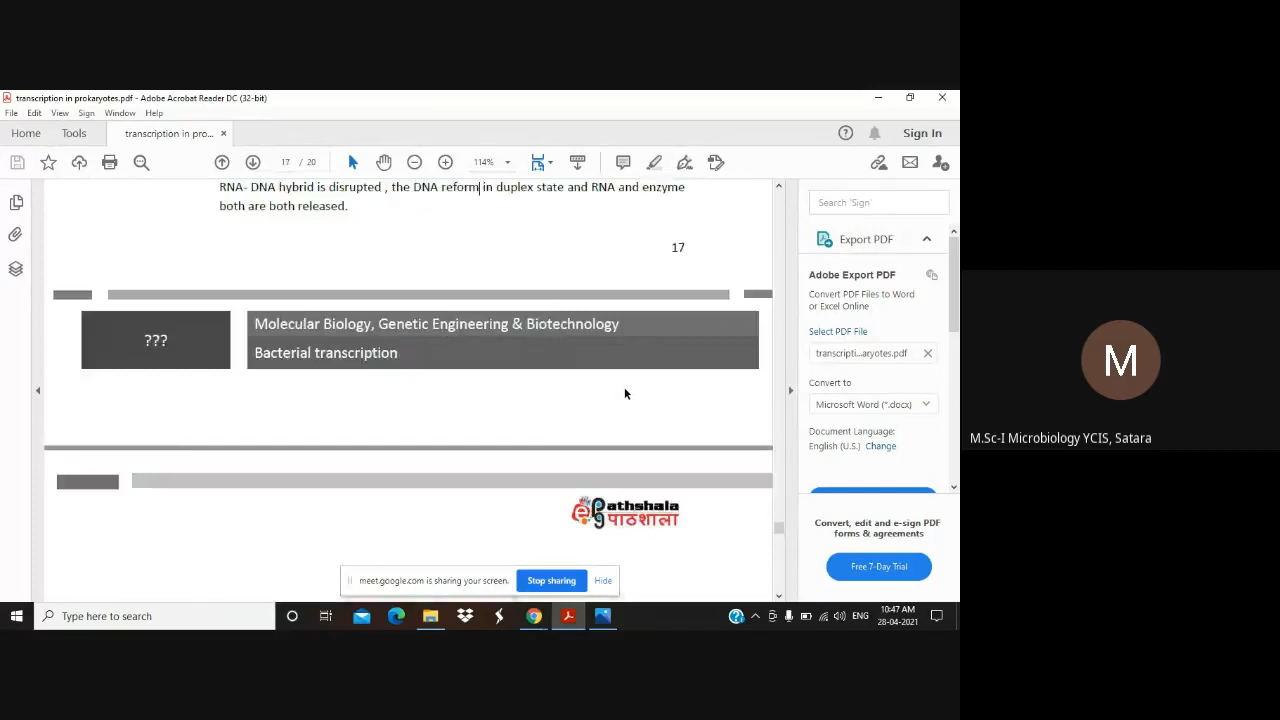 transcription in prokaryotes.pdf - Adobe Acrobat Reader DC (32-bit)
File Edit View Sign Window Help
Home Tools transcription in pro... × Sign In
17 / 20 114%
RNA- DNA hybrid is disrupted , the DNA reform in duplex state and RNA and enzyme
both are both released.
17
???
Molecular Biology, Genetic Engineering & Biotechnology
Bacterial transcription
Pathshala
पाठशाला
Search 'Sign'
Export PDF
Adobe Export PDF
Convert PDF Files to Word
or Excel Online
Select PDF File
transcripti...aryotes.pdf
Convert to
Microsoft Word (*.docx)
Document Language:
English (U.S.) Change
Convert, edit and e-sign PDF
forms & agreements
Free 7-Day Trial
meet.google.com is sharing your screen. Stop sharing Hide
Type here to search
ENG
10:47 AM
28-04-2021
M
M.Sc-I Microbiology YCIS, Satara